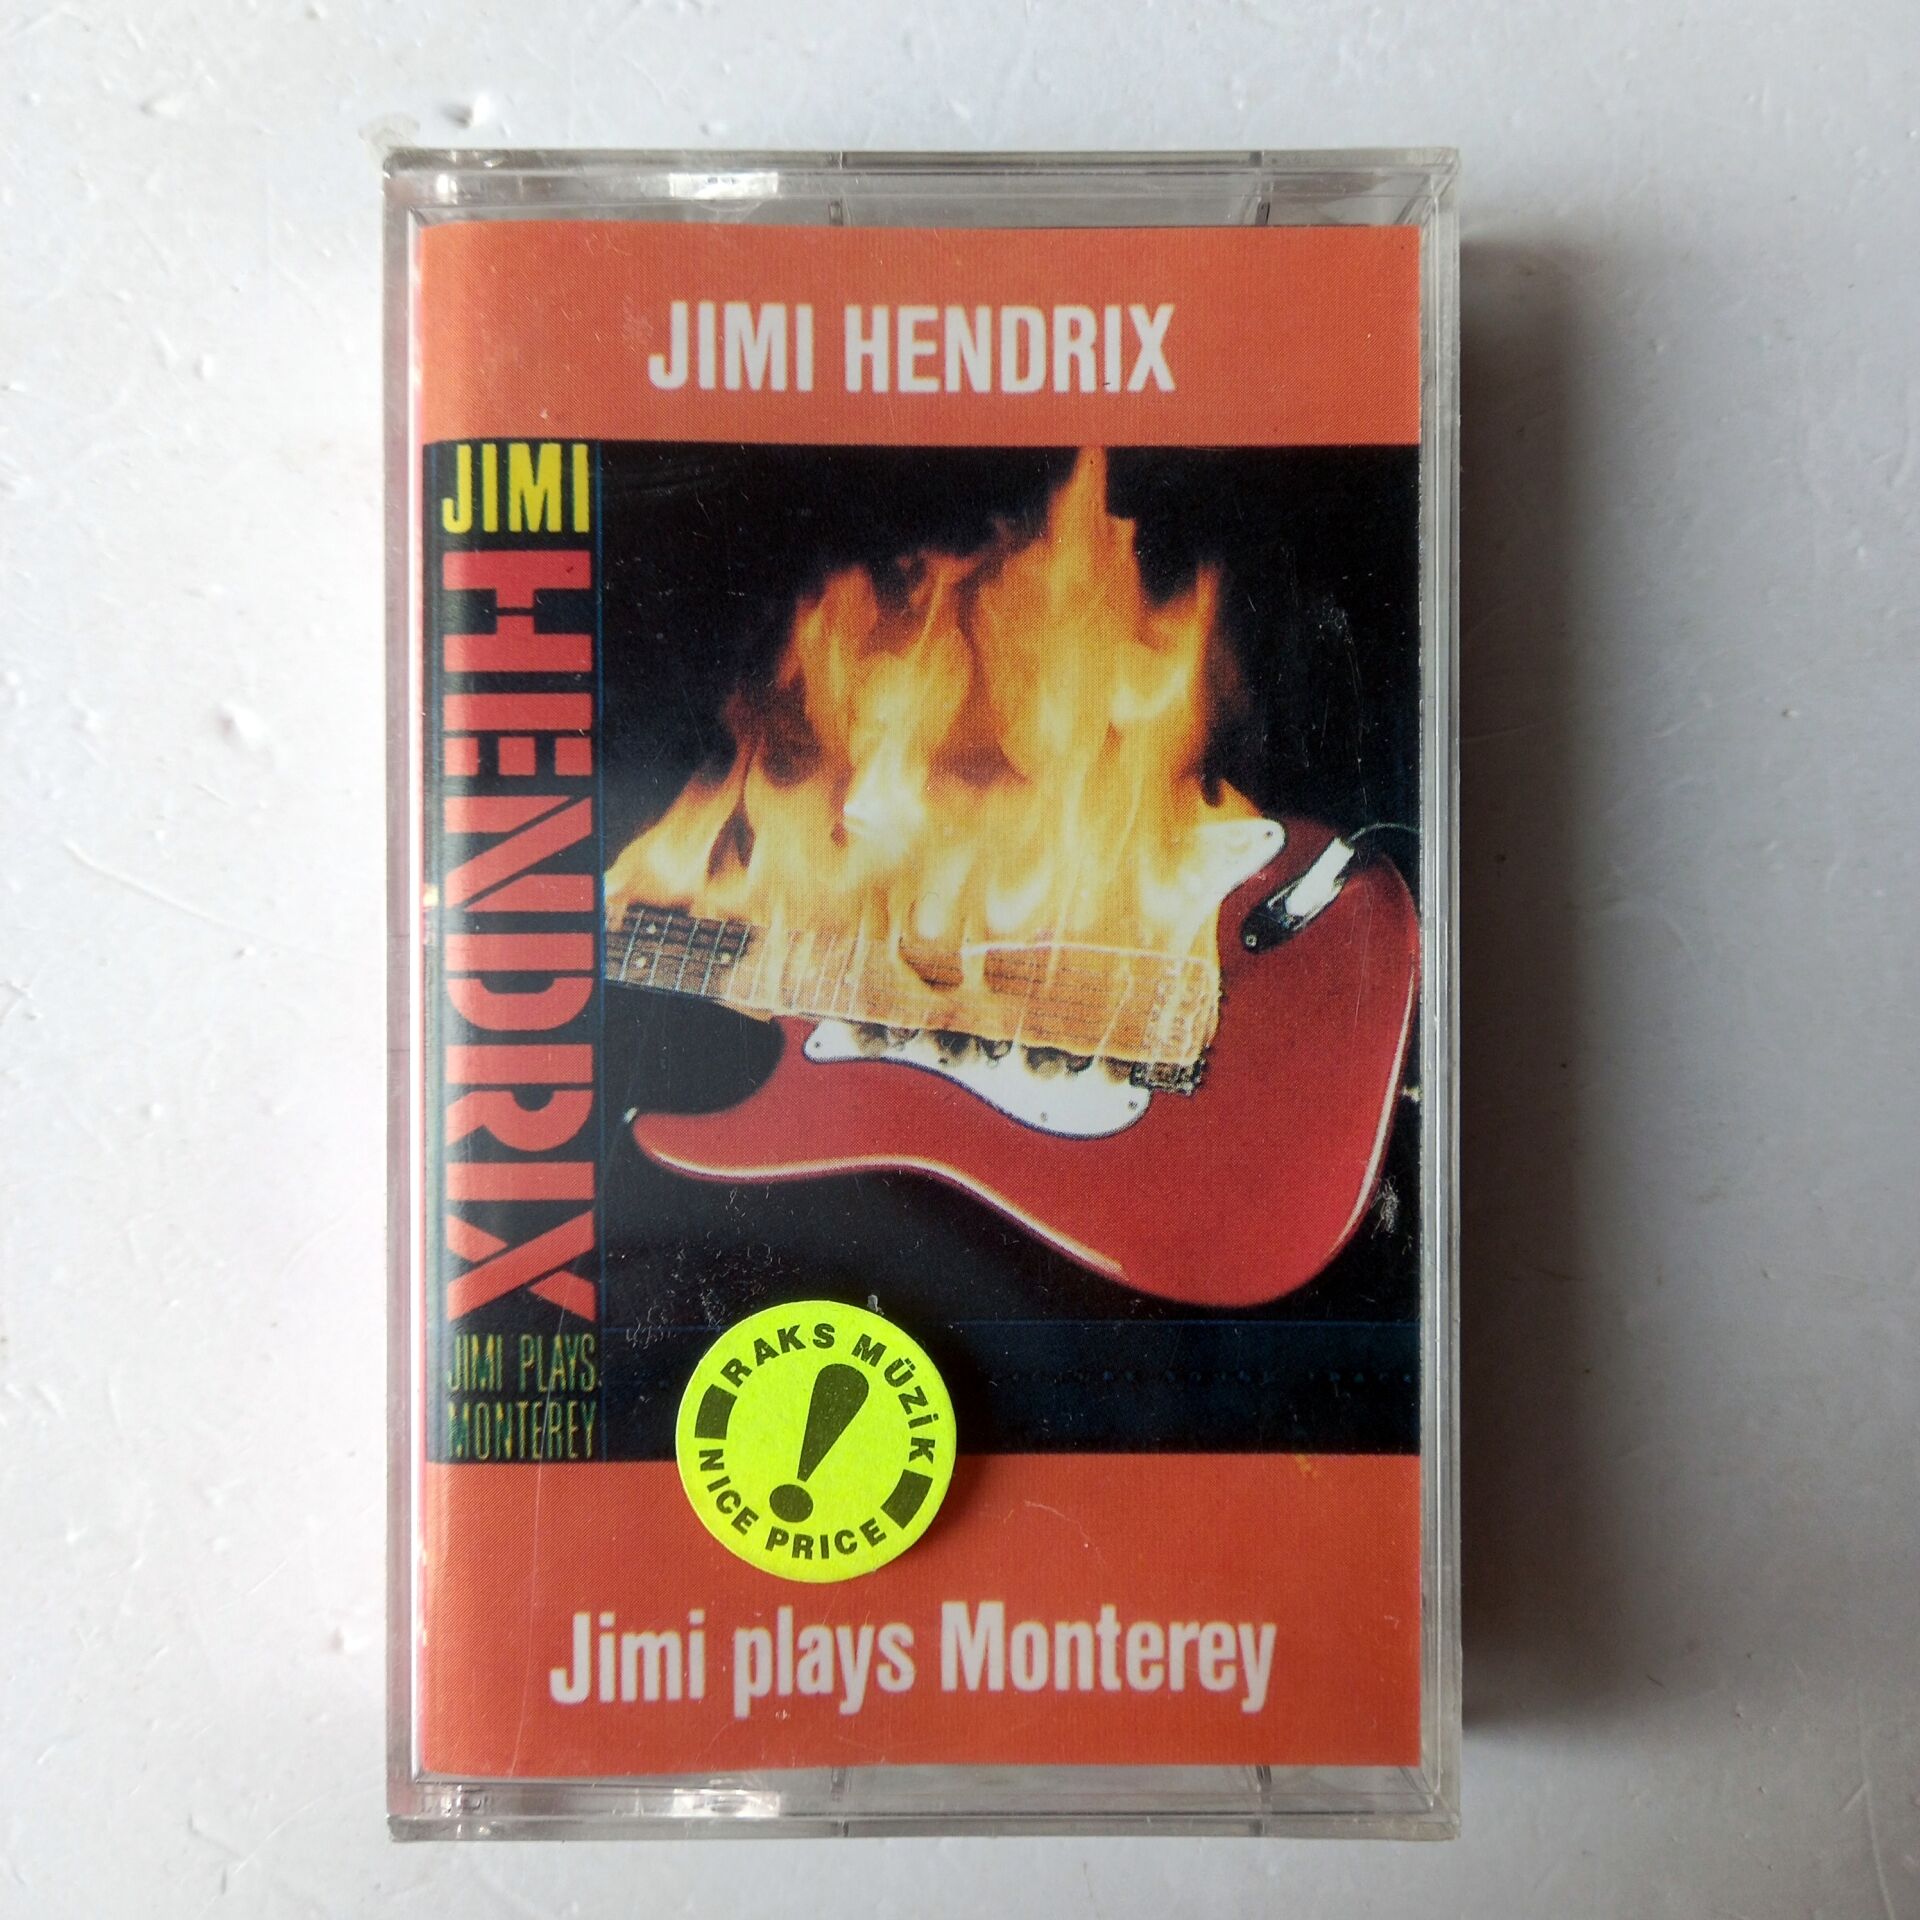 JIMI HENDRIX
JIMI
HENDRIX
JIMI PLAYS
MONTEREY
RAKS MÜZİK
!
NICE PRICE
Jimi plays Monterey